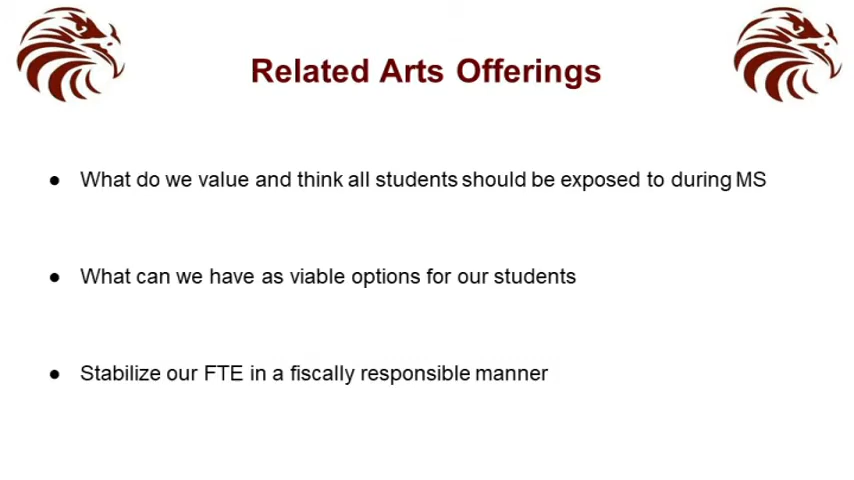 Related Arts Offerings
● What do we value and think all students should be exposed to during MS
● What can we have as viable options for our students
● Stabilize our FTE in a fiscally responsible manner